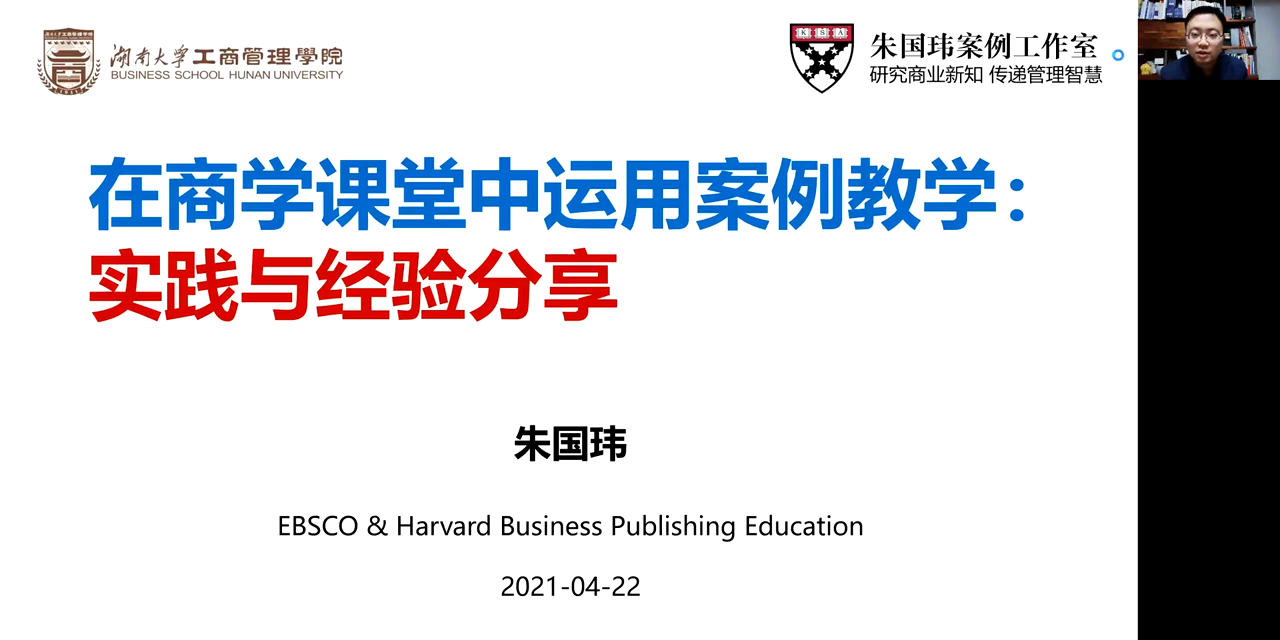 湖南大学工商管理學院
BUSINESS SCHOOL HUNAN UNIVERSITY
K S A
朱国玮案例工作室
研究商业新知 传递管理智慧
在商学课堂中运用案例教学：
实践与经验分享
朱国玮
EBSCO & Harvard Business Publishing Education
2021-04-22